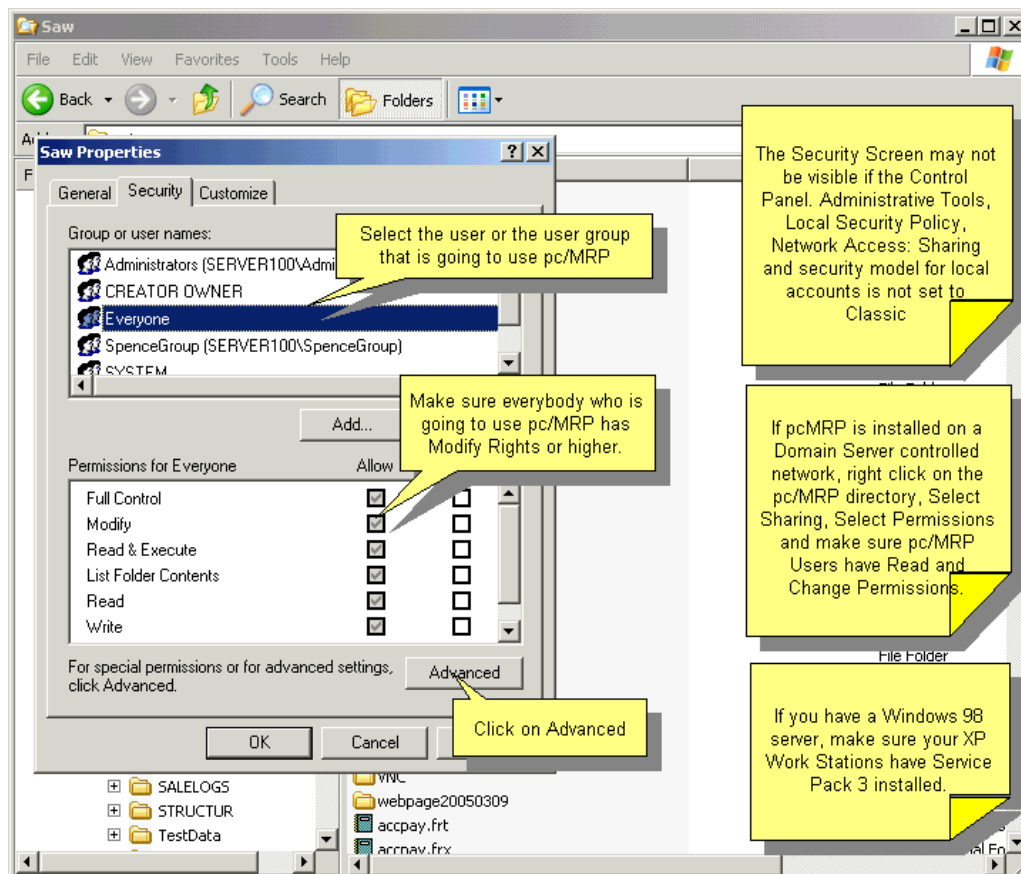 Saw
File Edit View Favorites Tools Help
Back Search Folders
Saw Properties
General Security Customize
Group or user names:
Administrators (SERVER100\Admi
CREATOR OWNER
Everyone
SpenceGroup (SERVER100\SpenceGroup)
SYSTEM
Select the user or the user group
that is going to use pc/MRP
Add...
Make sure everybody who is
going to use pc/MRP has
Modify Rights or higher.
Permissions for Everyone Allow
Full Control
Modify
Read & Execute
List Folder Contents
Read
Write
For special permissions or for advanced settings,
click Advanced.
Advanced
Click on Advanced
OK Cancel
SALELOGS
STRUCTUR
TestData
VNC
webpage20050309
accpay.frt
accpay.frx
The Security Screen may not
be visible if the Control
Panel. Administrative Tools,
Local Security Policy,
Network Access: Sharing
and security model for local
accounts is not set to
Classic
If pcMRP is installed on a
Domain Server controlled
network, right click on the
pc/MRP directory, Select
Sharing, Select Permissions
and make sure pc/MRP
Users have Read and
Change Permissions.
File Folder
If you have a Windows 98
server, make sure your XP
Work Stations have Service
Pack 3 installed.